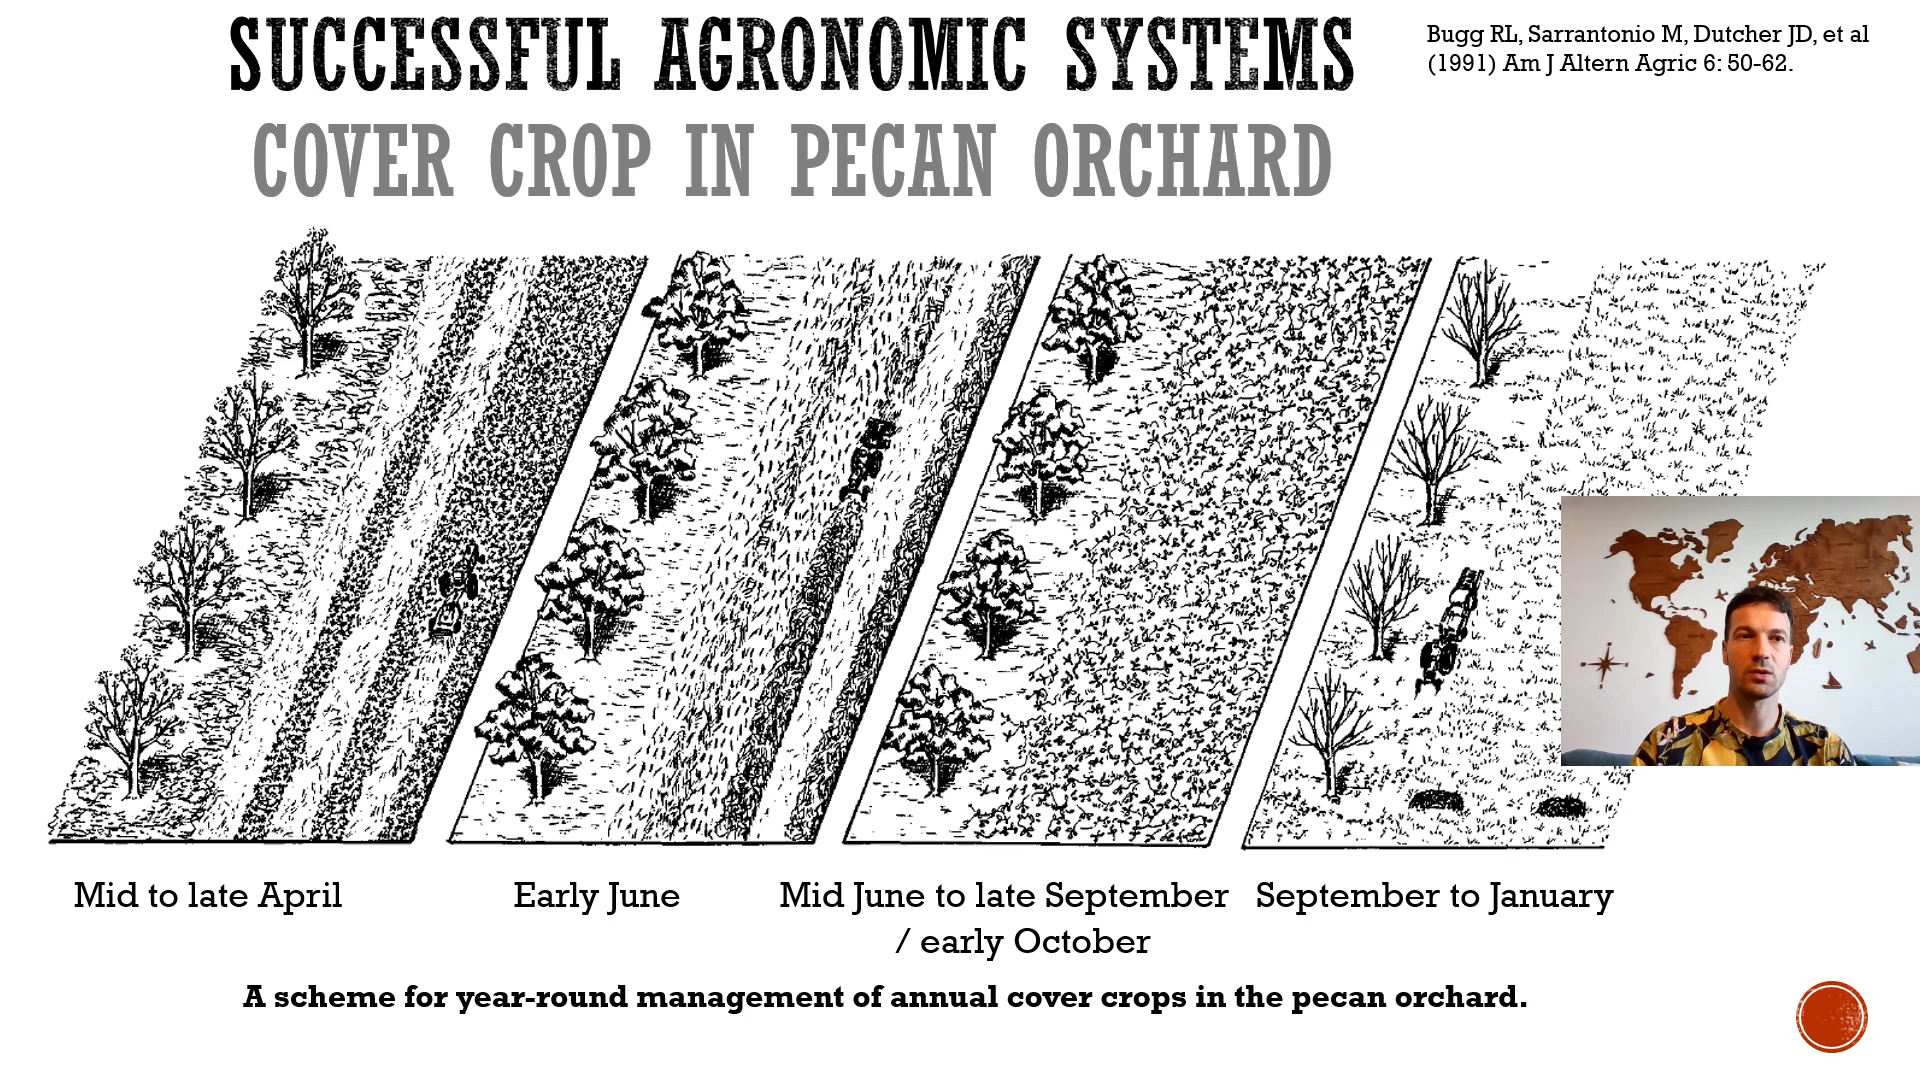 SUCCESSFUL AGRONOMIC SYSTEMS
COVER CROP IN PECAN ORCHARD
Bugg RL, Sarrantonio M, Dutcher JD, et al
(1991) Am J Altern Agric 6: 50-62.
Mid to late April
Early June
Mid June to late September
/ early October
September to January
A scheme for year-round management of annual cover crops in the pecan orchard.